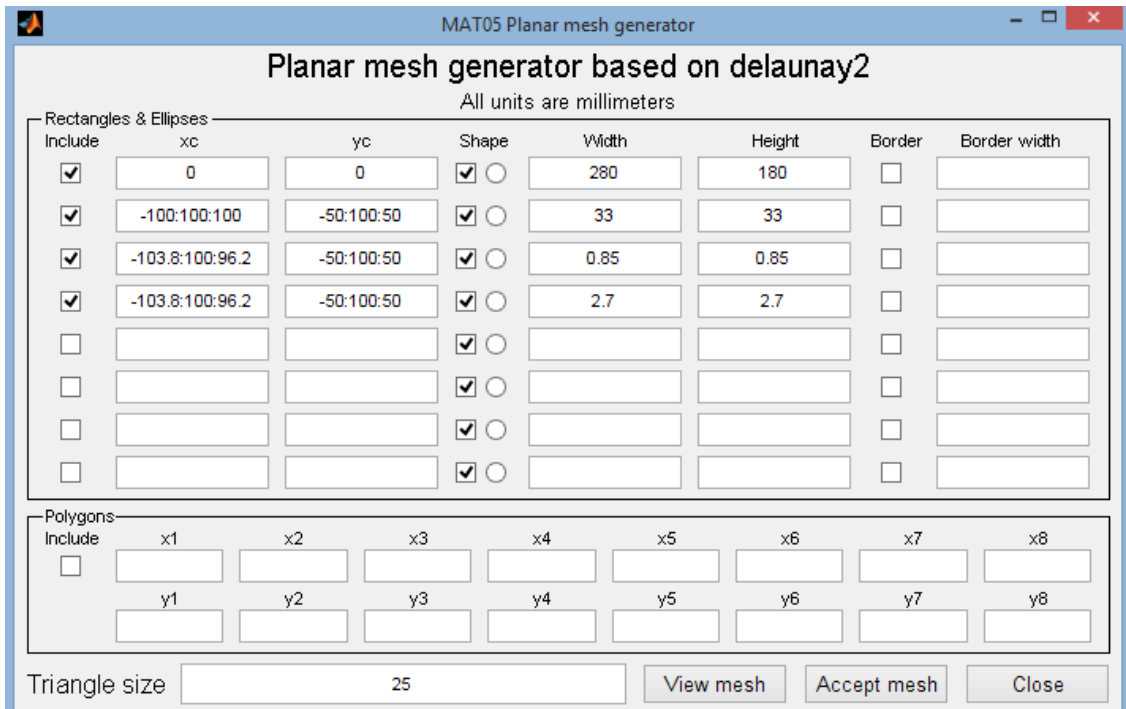 MAT05 Planar mesh generator
Planar mesh generator based on delaunay2
All units are millimeters
Rectangles & Ellipses
Include xc yc Shape Width Height Border Border width
0 0 280 180
-100:100:100 -50:100:50 33 33
-103.8:100:96.2 -50:100:50 0.85 0.85
-103.8:100:96.2 -50:100:50 2.7 2.7
Polygons
Include x1 x2 x3 x4 x5 x6 x7 x8
y1 y2 y3 y4 y5 y6 y7 y8
Triangle size 25 View mesh Accept mesh Close